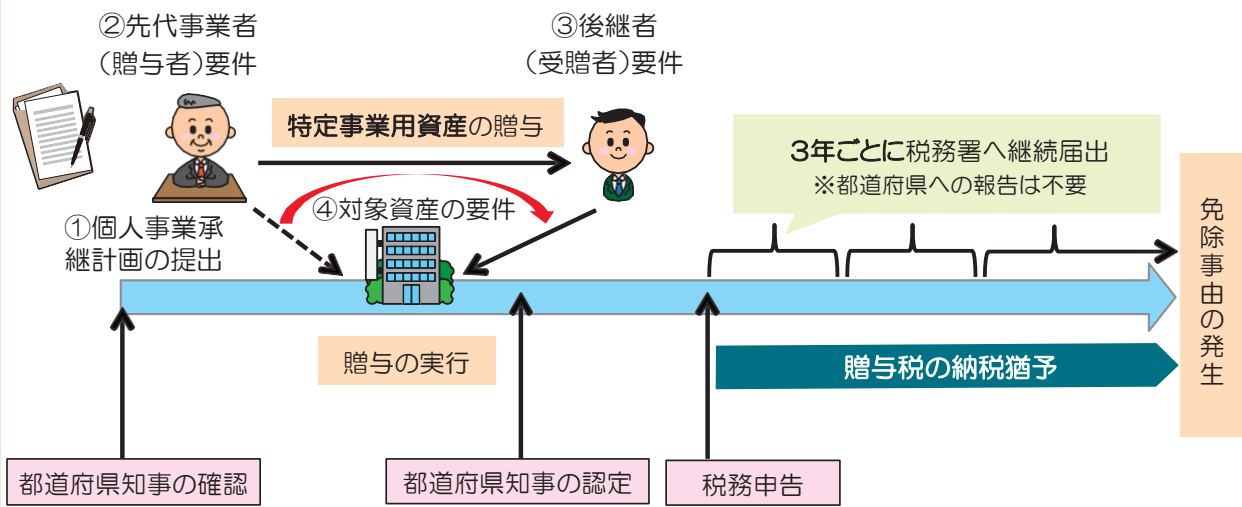 ②先代事業者
(贈与者)要件
③後継者
(受贈者)要件
特定事業用資産の贈与
3年ごとに税務署へ継続届出
※都道府県への報告は不要
①個人事業承
継計画の提出
④対象資産の要件
免除事由の発生
贈与の実行
贈与税の納税猶予
都道府県知事の確認
都道府県知事の認定
税務申告